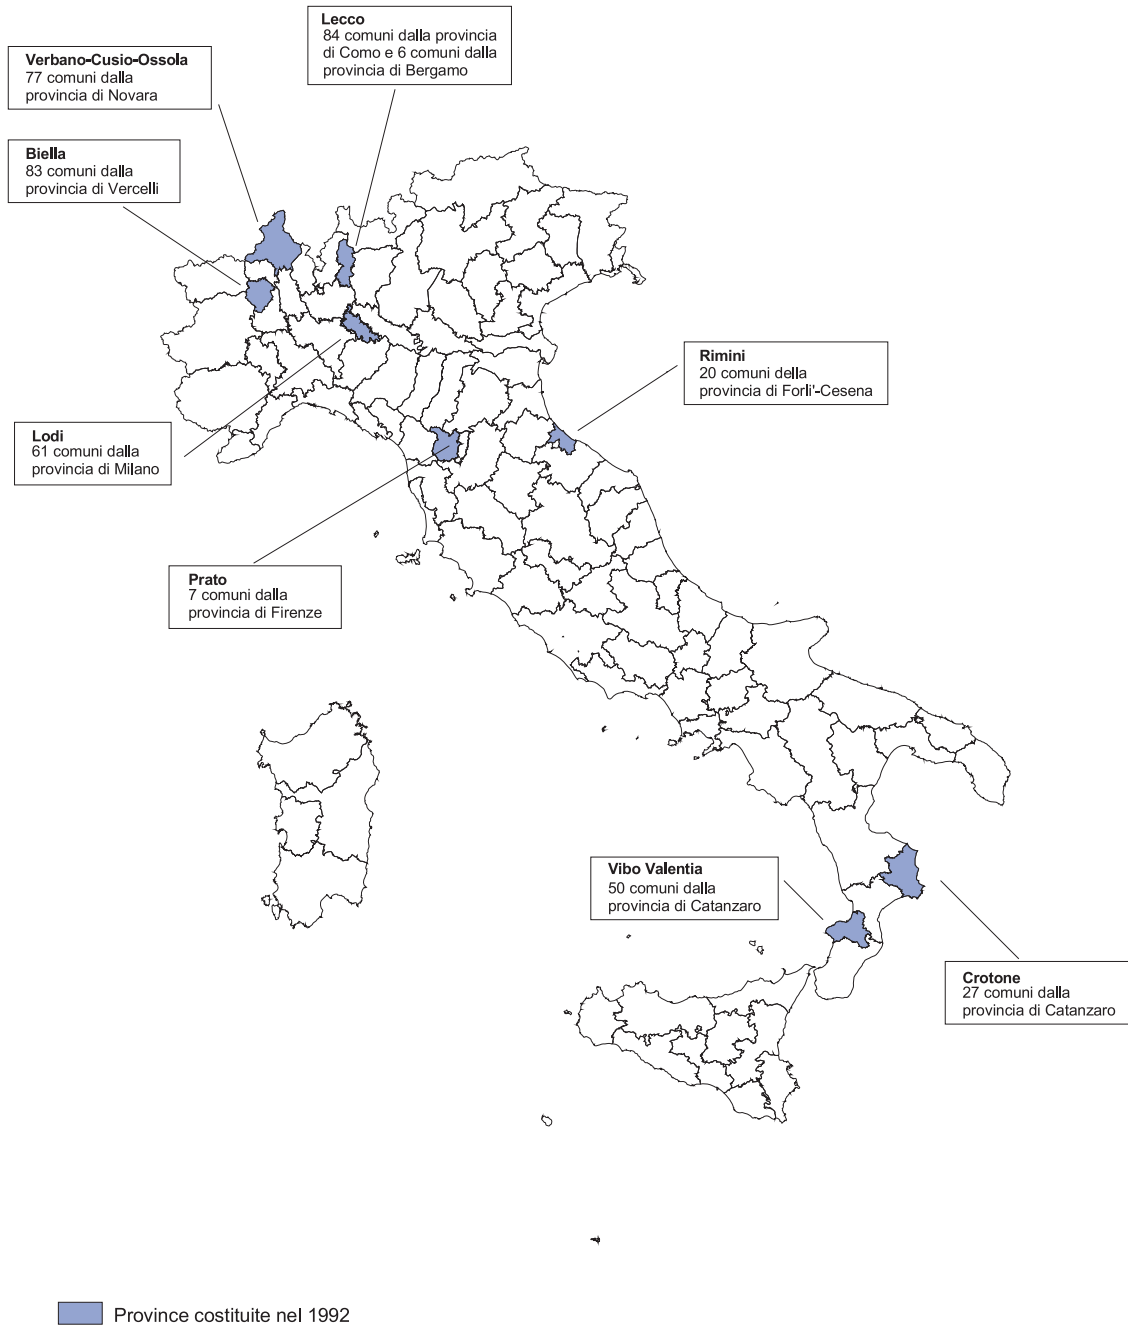 Lecco
84 comuni dalla provincia
di Como e 6 comuni dalla
provincia di Bergamo
Verbano-Cusio-Ossola
77 comuni dalla
provincia di Novara
Biella
83 comuni dalla
provincia di Vercelli
Rimini
20 comuni della
provincia di Forli'-Cesena
Lodi
61 comuni dalla
provincia di Milano
Prato
7 comuni dalla
provincia di Firenze
Vibo Valentia
50 comuni dalla
provincia di Catanzaro
Crotone
27 comuni dalla
provincia di Catanzaro
Province costituite nel 1992